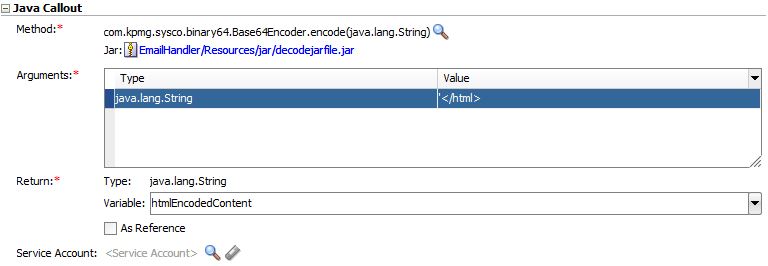 Java Callout
Method:* com.kpmg.sysco.binary64.Base64Encoder.encode(java.lang.String)
Jar: EmailHandler/Resources/jar/decodejarfile.jar
Arguments:* Type Value
java.lang.String '</html>
Return:* Type: java.lang.String
Variable: htmlEncodedContent
As Reference
Service Account: <Service Account>